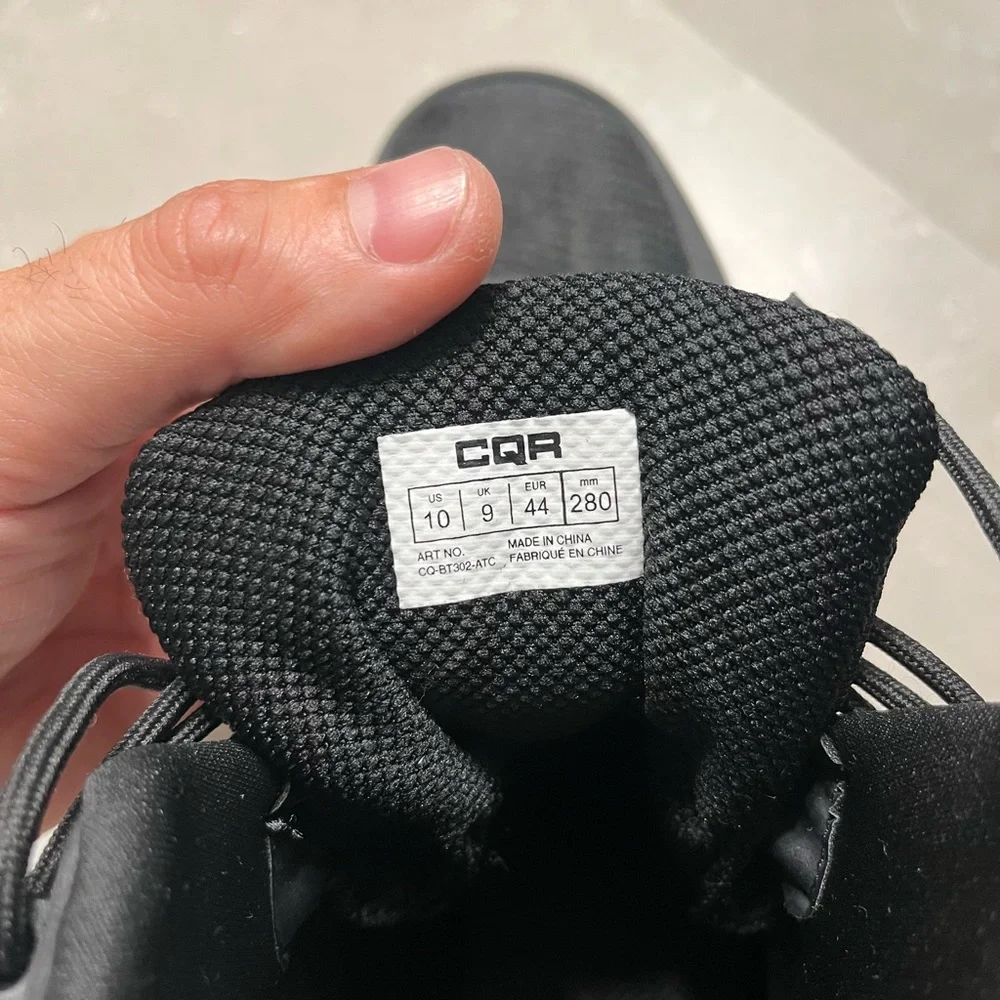 CQR
US UK EUR mm
10 9 44 280
ART NO. MADE IN CHINA
CQ-BT302-ATC FABRIQUÉ EN CHINE